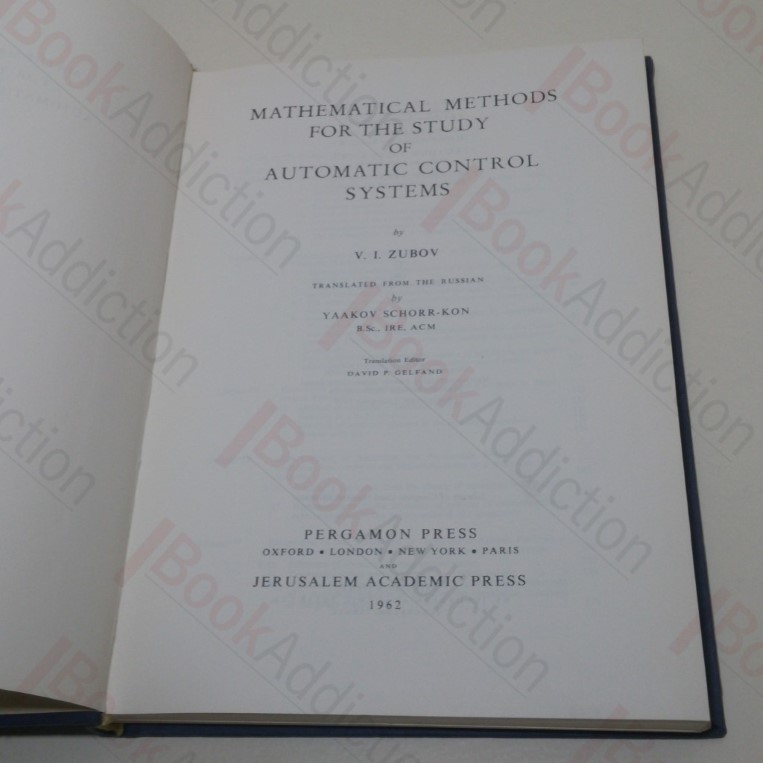 MATHEMATICAL METHODS
FOR THE STUDY
OF
AUTOMATIC CONTROL
SYSTEMS
by
V. I. ZUBOV
TRANSLATED FROM THE RUSSIAN
by
YAAKOV SCHORR-KON
B.Sc., IRE, ACM
Translation Editor
DAVID P. GELFAND
PERGAMON PRESS
OXFORD • LONDON • NEW YORK • PARIS
AND
JERUSALEM ACADEMIC PRESS
1962
BookAddiction